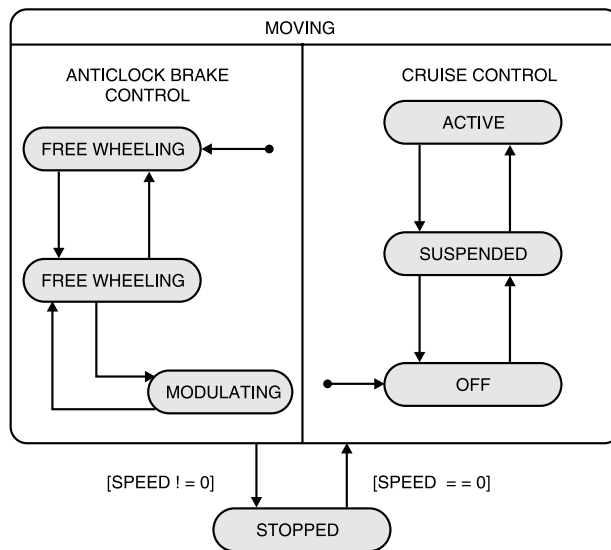 MOVING
ANTICLOCK BRAKE
CONTROL
FREE WHEELING
FREE WHEELING
MODULATING
CRUISE CONTROL
ACTIVE
SUSPENDED
OFF
[SPEED ! = 0]
[SPEED = = 0]
STOPPED